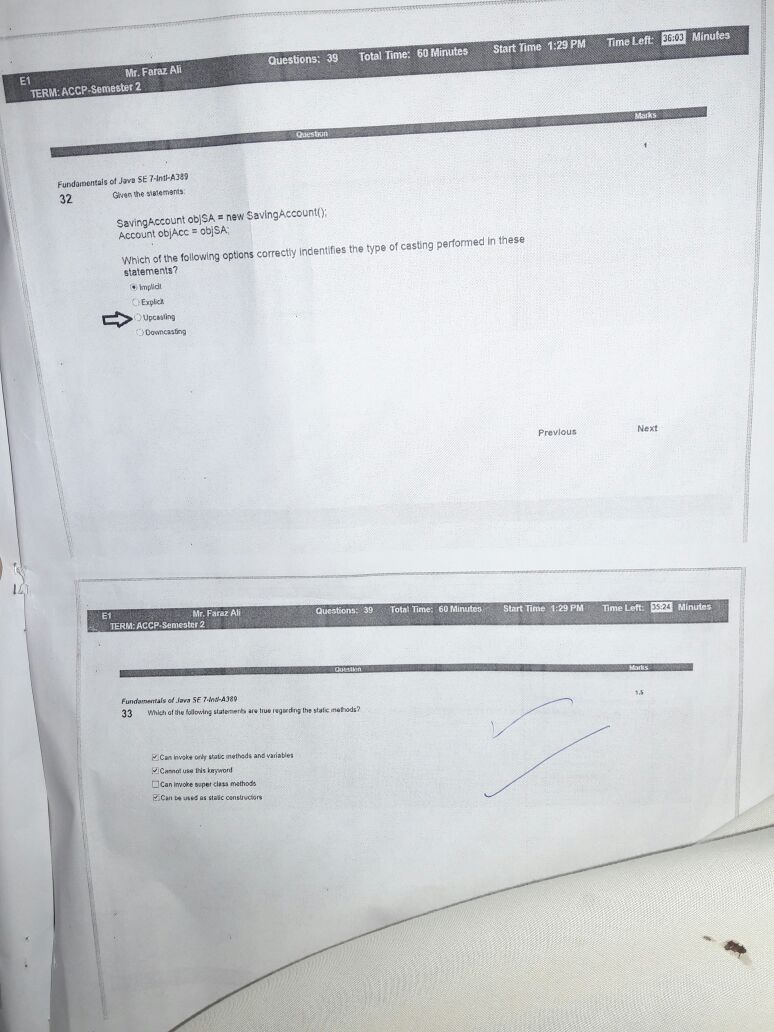 E1 Mr. Faraz Ali Questions: 39 Total Time: 60 Minutes Start Time 1:29 PM Time Left: 36:03 Minutes
TERM: ACCP-Semester 2
Question Marks
1
Fundamentals of Java SE 7-Intl-A389
32 Given the statements:
SavingAccount objSA = new SavingAccount();
Account objAcc = objSA;
Which of the following options correctly indentifies the type of casting performed in these
statements?
Implicit
Explicit
Upcasting
Downcasting
Previous Next
E1 Mr. Faraz Ali Questions: 39 Total Time: 60 Minutes Start Time 1:29 PM Time Left: 35:24 Minutes
TERM: ACCP-Semester 2
Question Marks
1.5
Fundamentals of Java SE 7-Intl-A389
33 Which of the following statements are true regarding the static methods?
Can invoke only static methods and variables
Cannot use this keyword
Can invoke super class methods
Can be used as static constructors